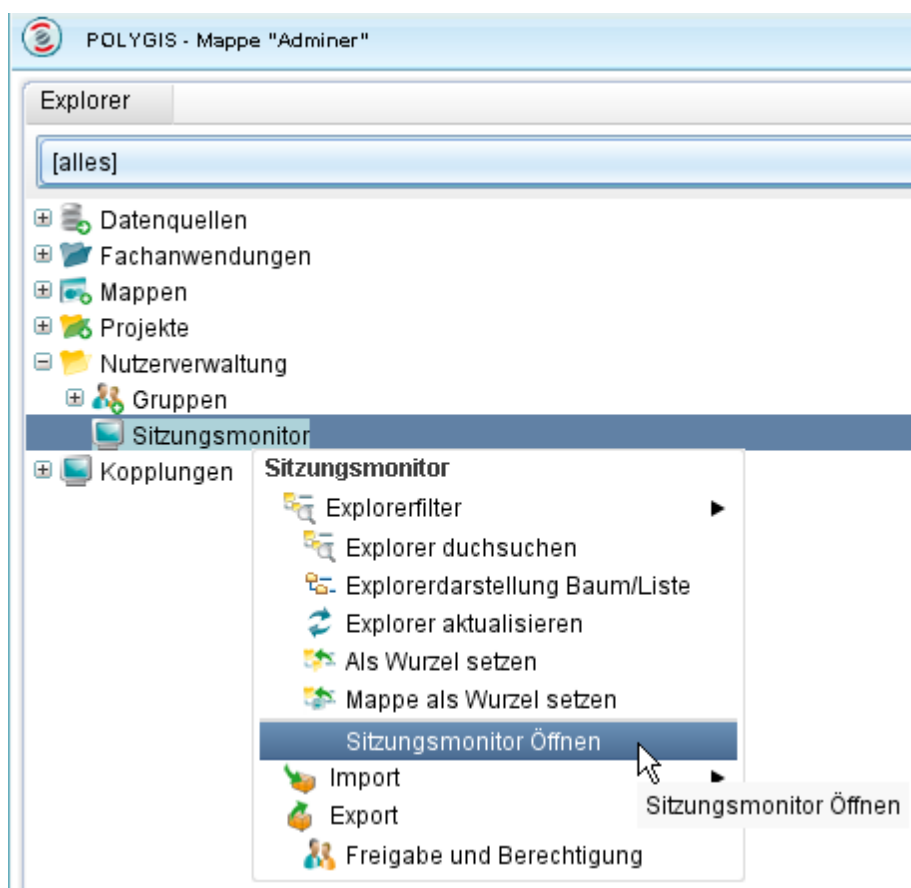 POLYGIS - Mappe "Adminer"
Explorer
[alles]
Datenquellen
Fachanwendungen
Mappen
Projekte
Nutzerverwaltung
Gruppen
Sitzungsmonitor
Kopplungen
Sitzungsmonitor
Explorerfilter
Explorer duchsuchen
Explorerdarstellung Baum/Liste
Explorer aktualisieren
Als Wurzel setzen
Mappe als Wurzel setzen
Sitzungsmonitor Öffnen
Import
Sitzungsmonitor Öffnen
Export
Freigabe und Berechtigung